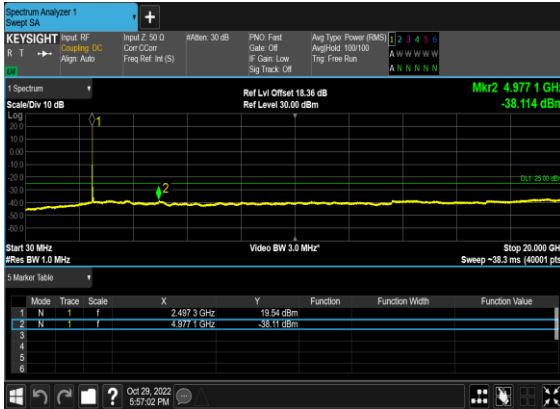 Spectrum Analyzer 1
Swept SA
+
KEYSIGHT Input: RF Input Z: 50 Ω #Atten: 30 dB PNO: Fast Avg Type: Power (RMS) 1 2 3 4 5 6
R T Coupling: DC Corr CCorr Gate: Off Avg|Hold: 100/100 A W W W W W
Align: Auto Freq Ref: Int (S) IF Gain: Low Trig: Free Run
Sig Track: Off A N N N N N
1 Spectrum Ref Lvl Offset 18.36 dB Mkr2 4.977 1 GHz
Scale/Div 10 dB Ref Level 30.00 dBm -38.114 dBm
Log
20.0
10.0
0.00
-10.0
-20.0
-30.0
-40.0
-50.0
-60.0
1
2
DL1 -25.00 dBm
Start 30 MHz Video BW 3.0 MHz* Stop 20.000 GHz
#Res BW 1.0 MHz Sweep ~38.3 ms (40001 pts)
5 Marker Table
Mode Trace Scale X Y Function Function Width Function Value
1 N 1 f 2.497 3 GHz 19.54 dBm
2 N 1 f 4.977 1 GHz -38.11 dBm
3
4
5
6
? Oct 29, 2022
5:57:02 PM